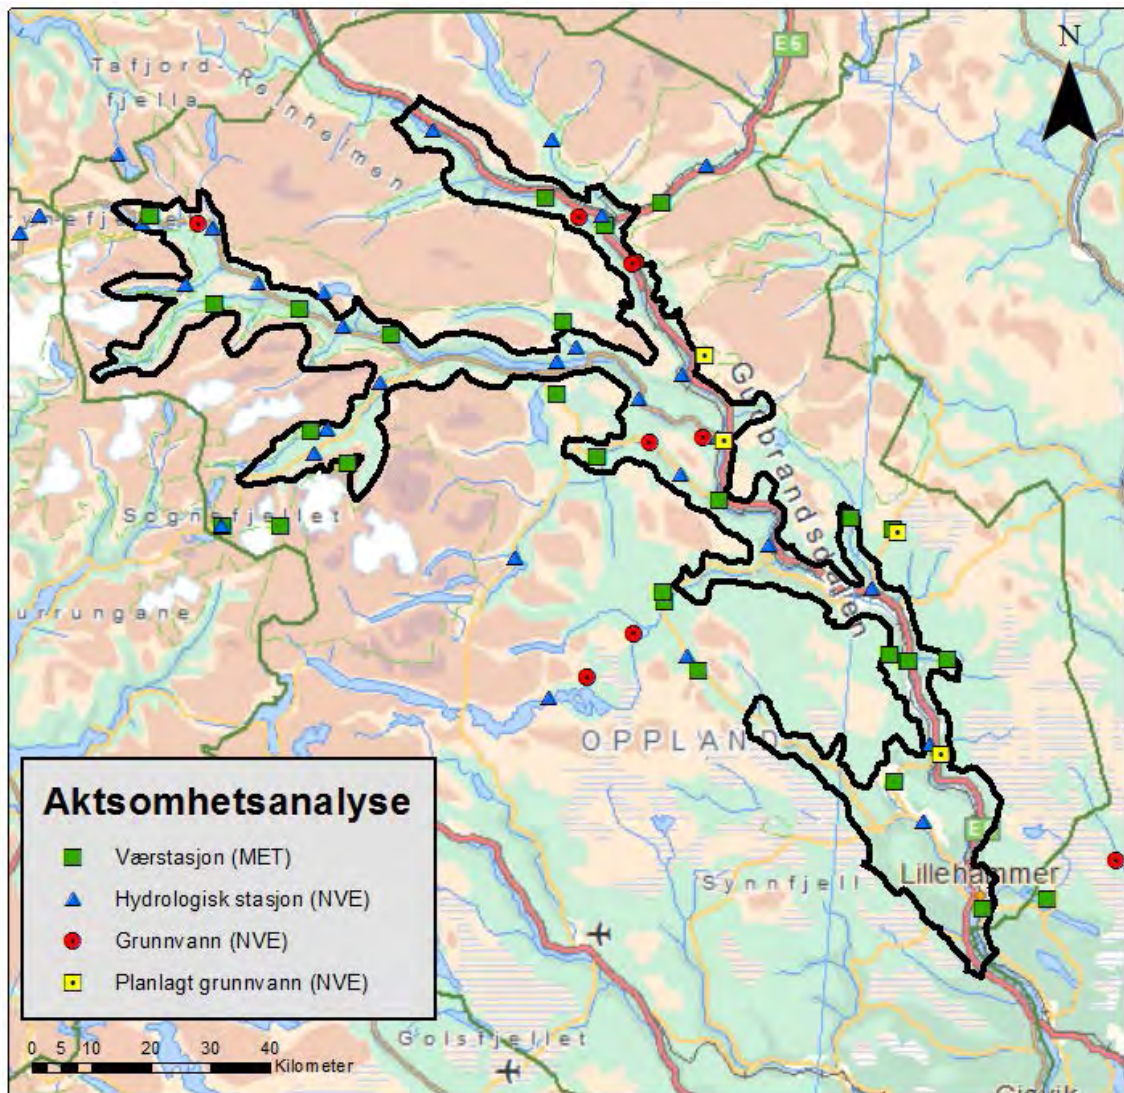 E6
N
Tafjord-
fjella
Reinheimen
Gudbrandsdalen
Sognefjellet
OPPLAND
E
Lillehammer
Synnfjell
Golsfjellet
Aktsomhetsanalyse
Værstasjon (MET)
Hydrologisk stasjon (NVE)
Grunnvann (NVE)
Planlagt grunnvann (NVE)
0 5 10 20 30 40
Kilometer